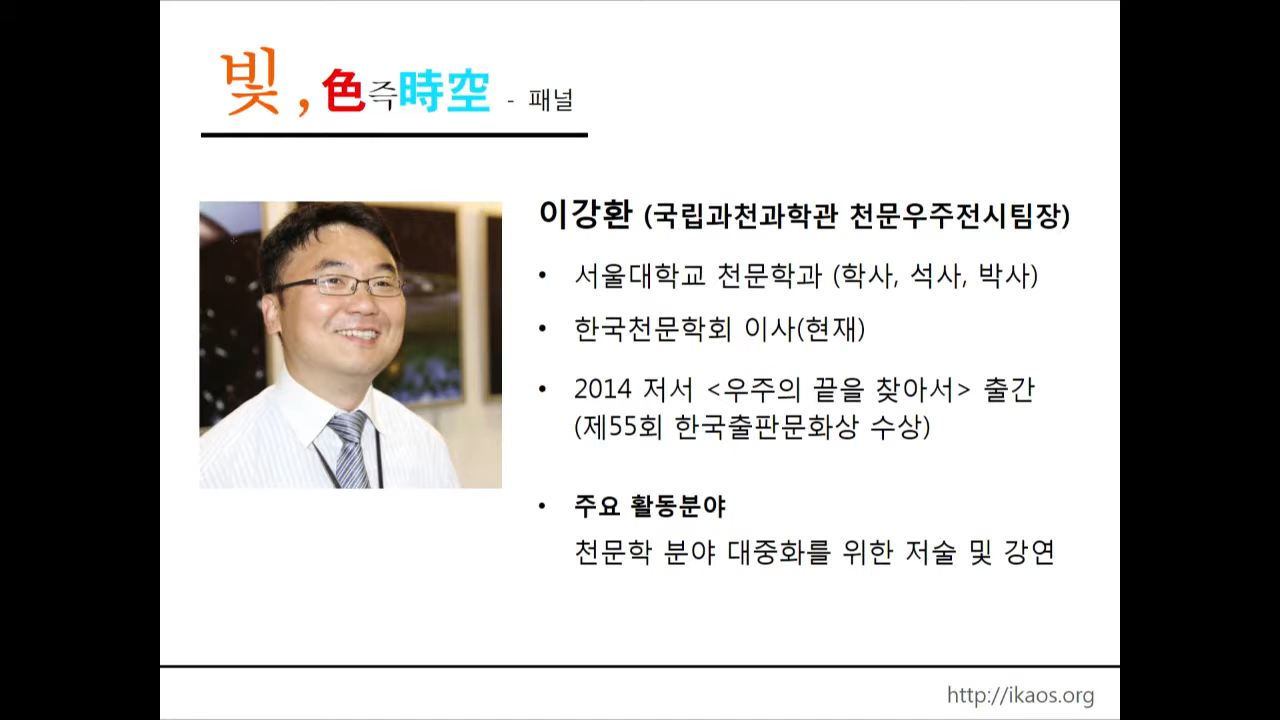 빛, 色즉時空 - 패널
이강환 (국립과천과학관 천문우주전시팀장)
• 서울대학교 천문학과 (학사, 석사, 박사)
• 한국천문학회 이사(현재)
• 2014 저서 <우주의 끝을 찾아서> 출간
(제55회 한국출판문화상 수상)
• 주요 활동분야
천문학 분야 대중화를 위한 저술 및 강연
http://ikaos.org